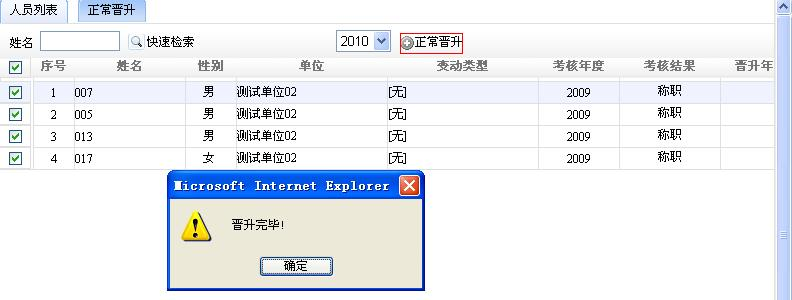 人员列表 正常晋升
姓名 快速检索 2010 正常晋升
序号 姓名 性别 单位 变动类型 考核年度 考核结果 晋升年
1 007 男 测试单位02 [无] 2009 称职
2 005 男 测试单位02 [无] 2009 称职
3 013 男 测试单位02 [无] 2009 称职
4 017 女 测试单位02 [无] 2009 称职
Microsoft Internet Explorer
晋升完毕!
确定